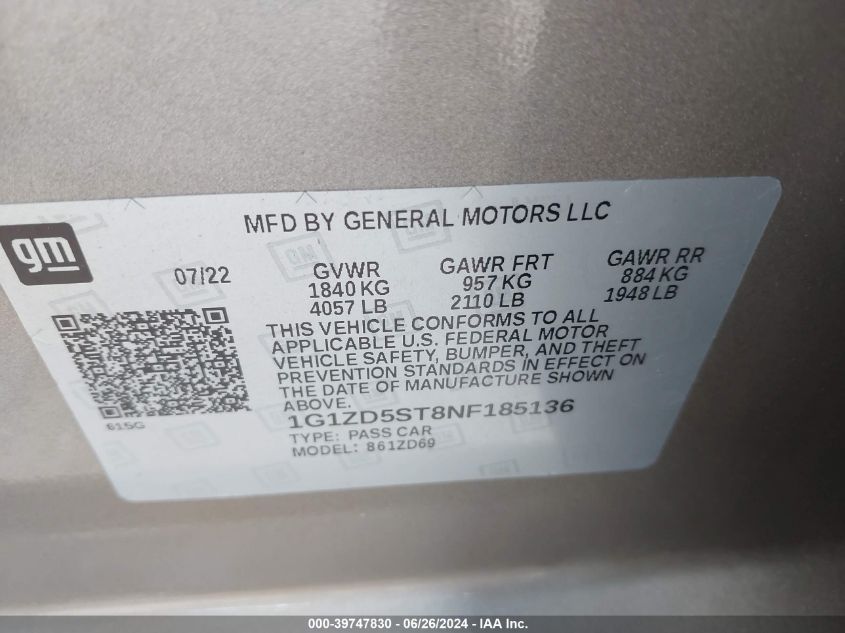 MFD BY GENERAL MOTORS LLC
gm
07/22
GVWR
1840 KG
4057 LB
GAWR FRT
957 KG
2110 LB
GAWR RR
884 KG
1948 LB
THIS VEHICLE CONFORMS TO ALL
APPLICABLE U.S. FEDERAL MOTOR
VEHICLE SAFETY, BUMPER, AND THEFT
PREVENTION STANDARDS IN EFFECT ON
THE DATE OF MANUFACTURE SHOWN
ABOVE.
615G
1G1ZD5ST8NF185136
TYPE: PASS CAR
MODEL: 861ZD69
000-39747830 - 06/26/2024 - IAA Inc.